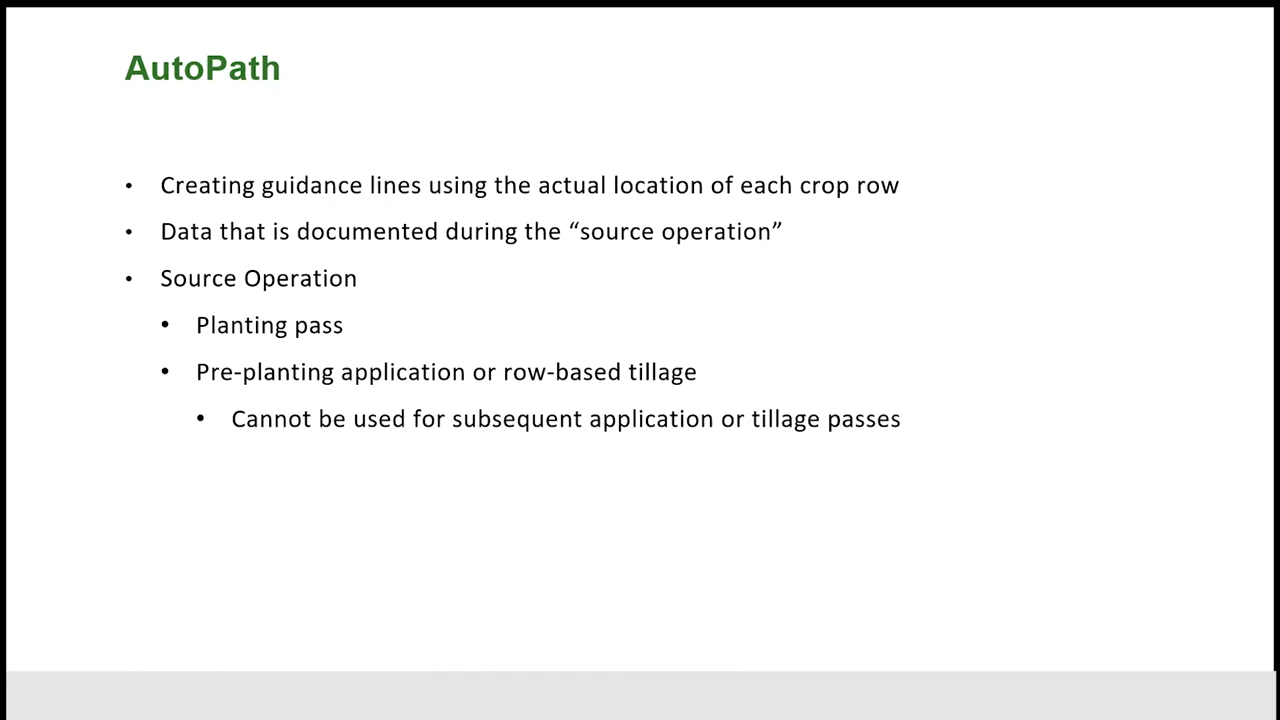 AutoPath
• Creating guidance lines using the actual location of each crop row
• Data that is documented during the “source operation”
• Source Operation
• Planting pass
• Pre-planting application or row-based tillage
• Cannot be used for subsequent application or tillage passes